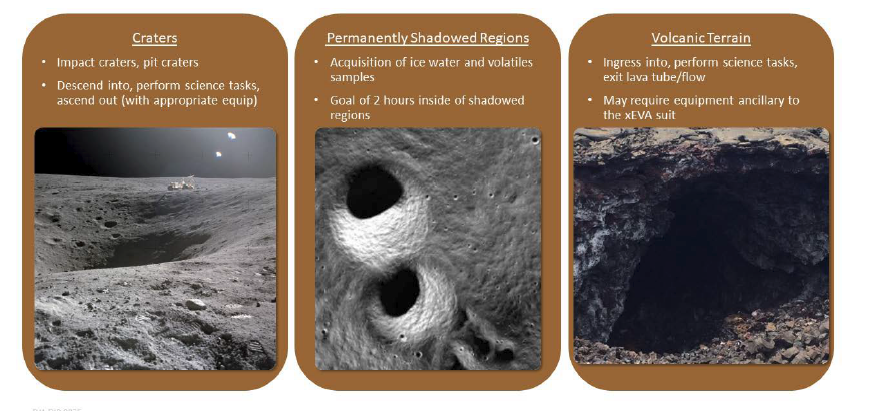 Craters
• Impact craters, pit craters
• Descend into, perform science tasks,
ascend out (with appropriate equip)
Permanently Shadowed Regions
• Acquisition of ice water and volatiles
samples
• Goal of 2 hours inside of shadowed
regions
Volcanic Terrain
• Ingress into, perform science tasks,
exit lava tube/flow
• May require equipment ancillary to
the xEVA suit